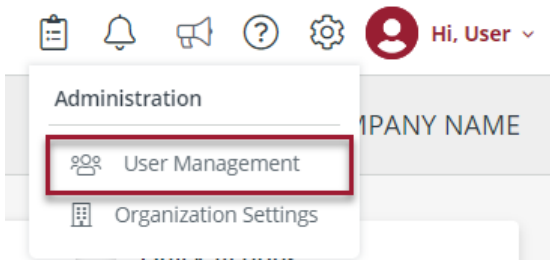 Hi, User
Administration
MPANY NAME
User Management
Organization Settings